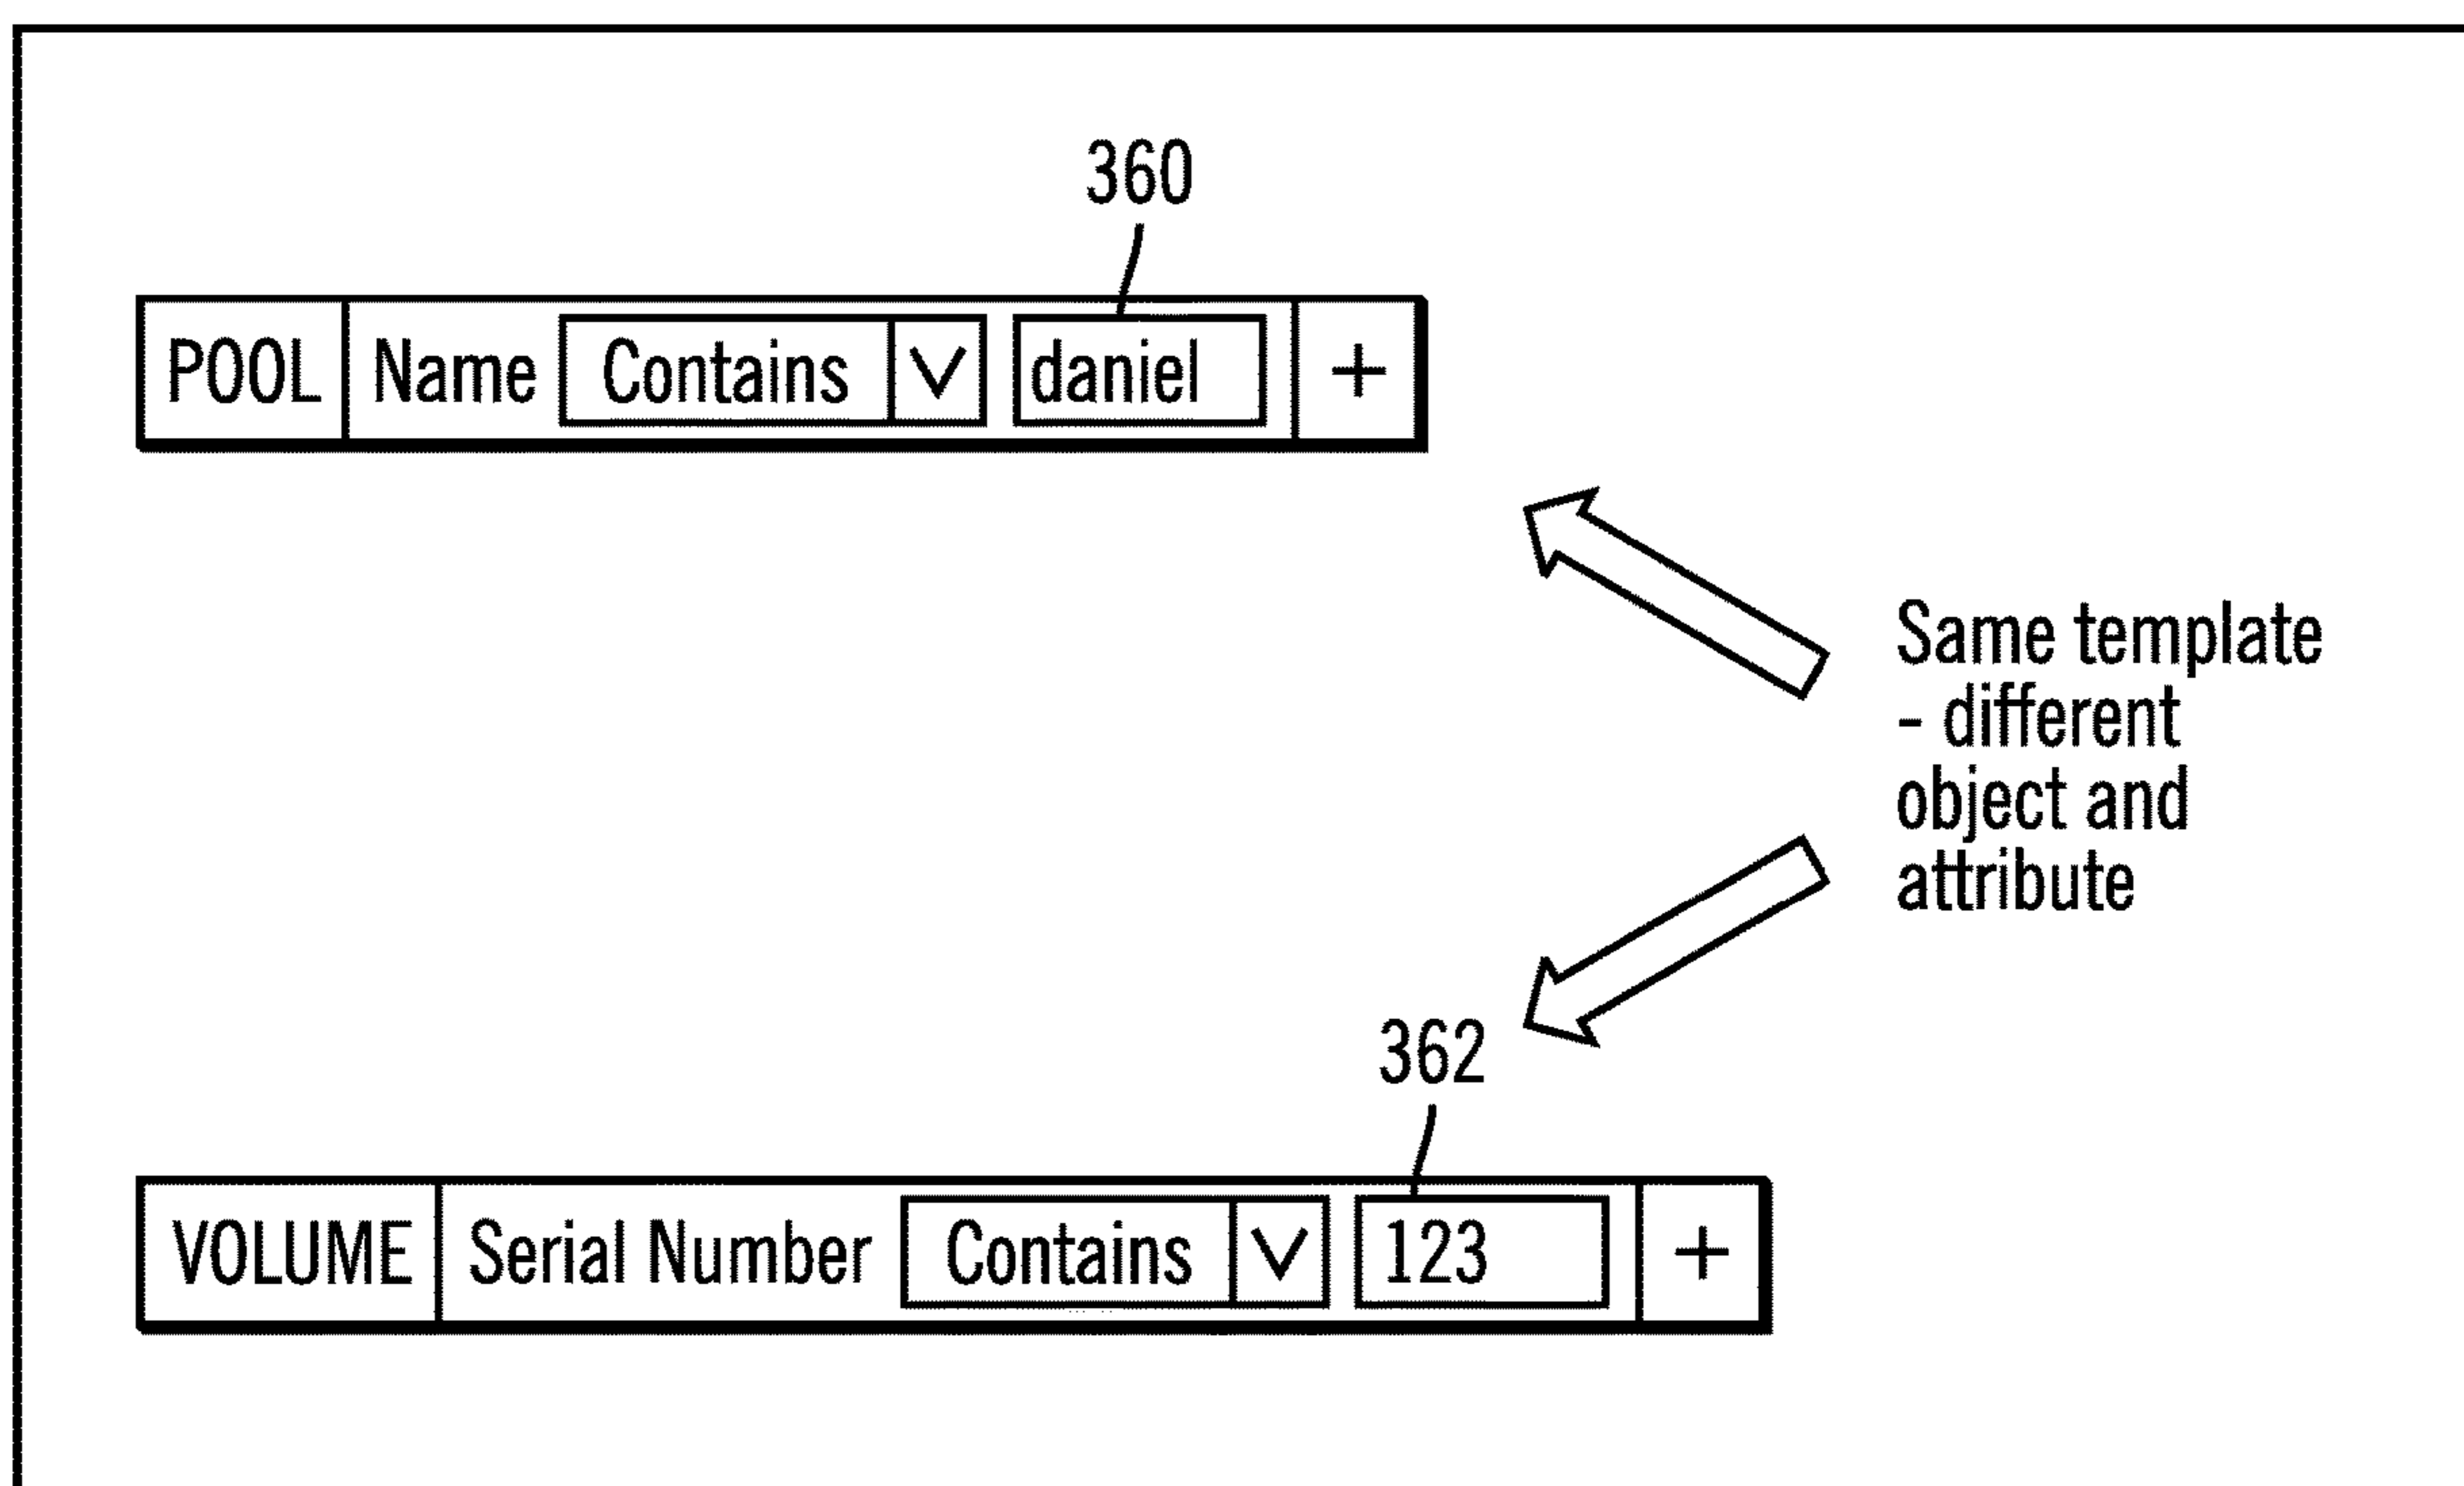 360
POOL Name Contains daniel +
Same template
- different
object and
attribute
362
VOLUME Serial Number Contains 123 +